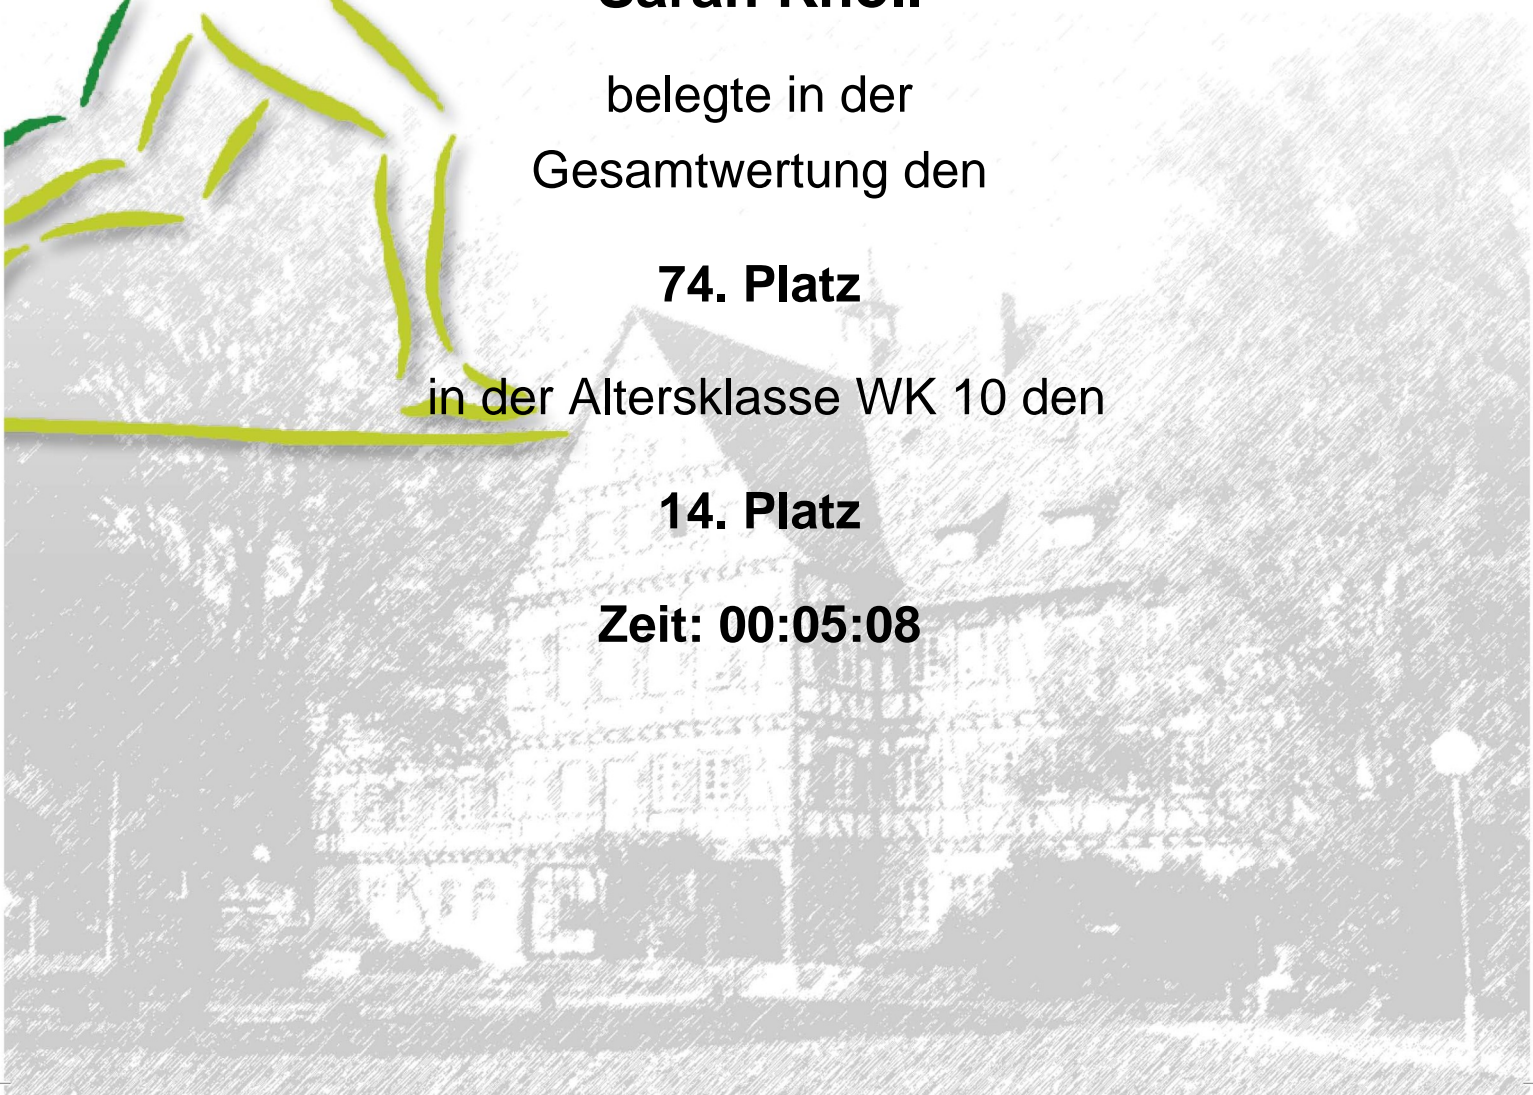 belegte in der
Gesamtwertung den
74. Platz
in der Altersklasse WK 10 den
14. Platz
Zeit: 00:05:08